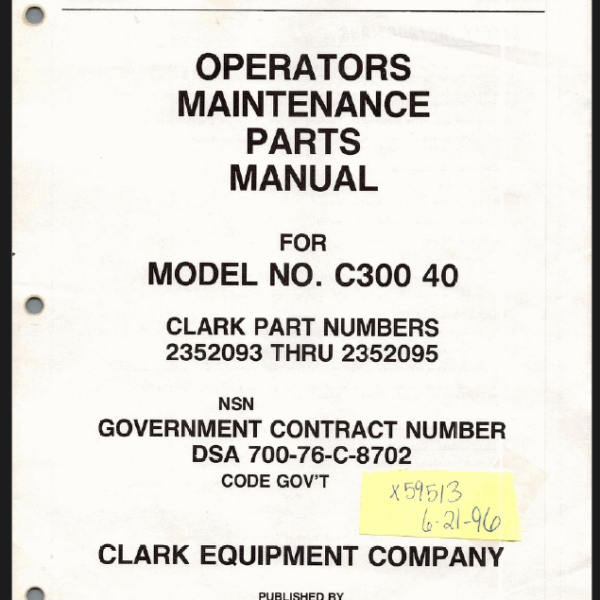 OPERATORS
MAINTENANCE
PARTS
MANUAL
FOR
MODEL NO. C300 40
CLARK PART NUMBERS
2352093 THRU 2352095
NSN
GOVERNMENT CONTRACT NUMBER
DSA 700-76-C-8702
CODE GOV'T
x59513
6-21-96
CLARK EQUIPMENT COMPANY
PUBLISHED BY